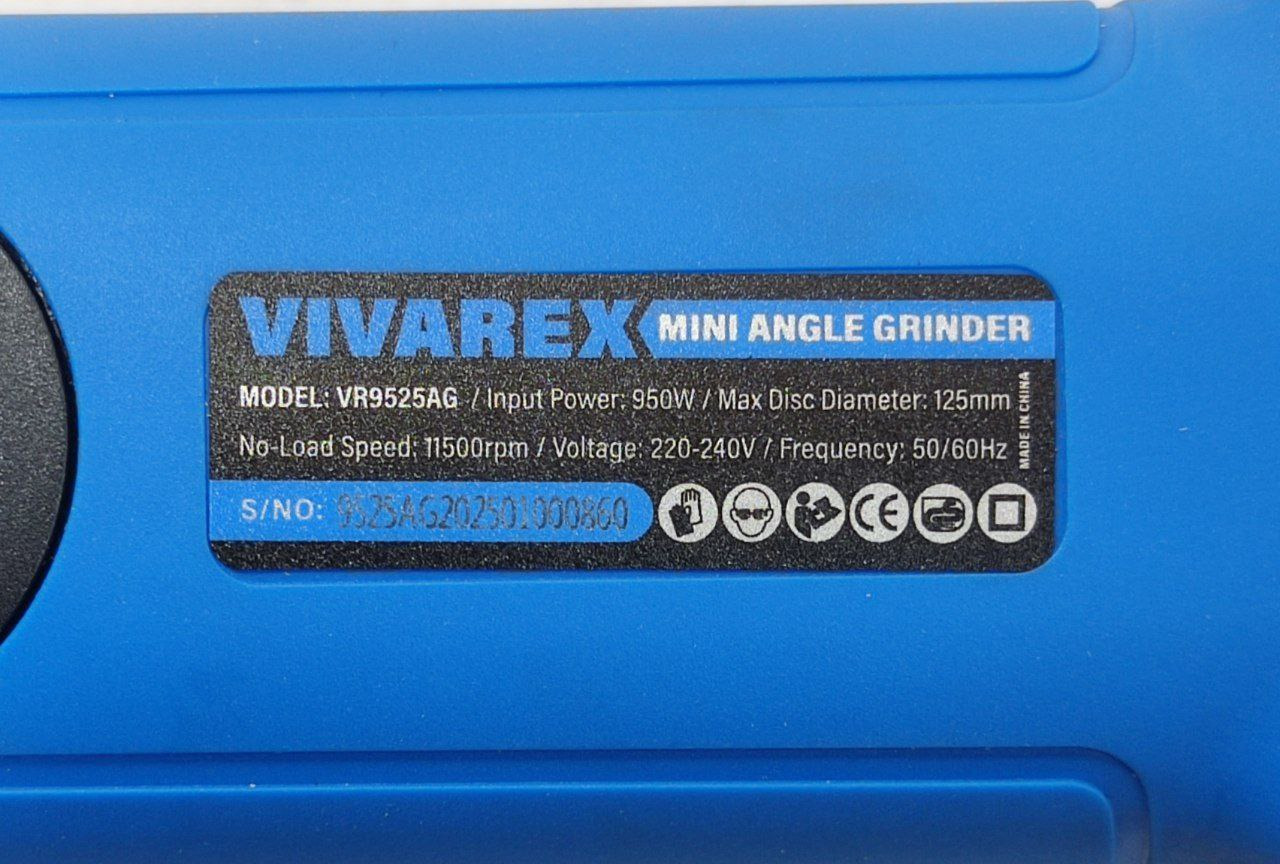 VIVAREX MINI ANGLE GRINDER
MODEL: VR9525AG / Input Power: 950W / Max Disc Diameter: 125mm
No-Load Speed: 11500rpm / Voltage: 220-240V / Frequency: 50/60Hz
MADE IN CHINA
S/NO: 9525AG202501000860
CE